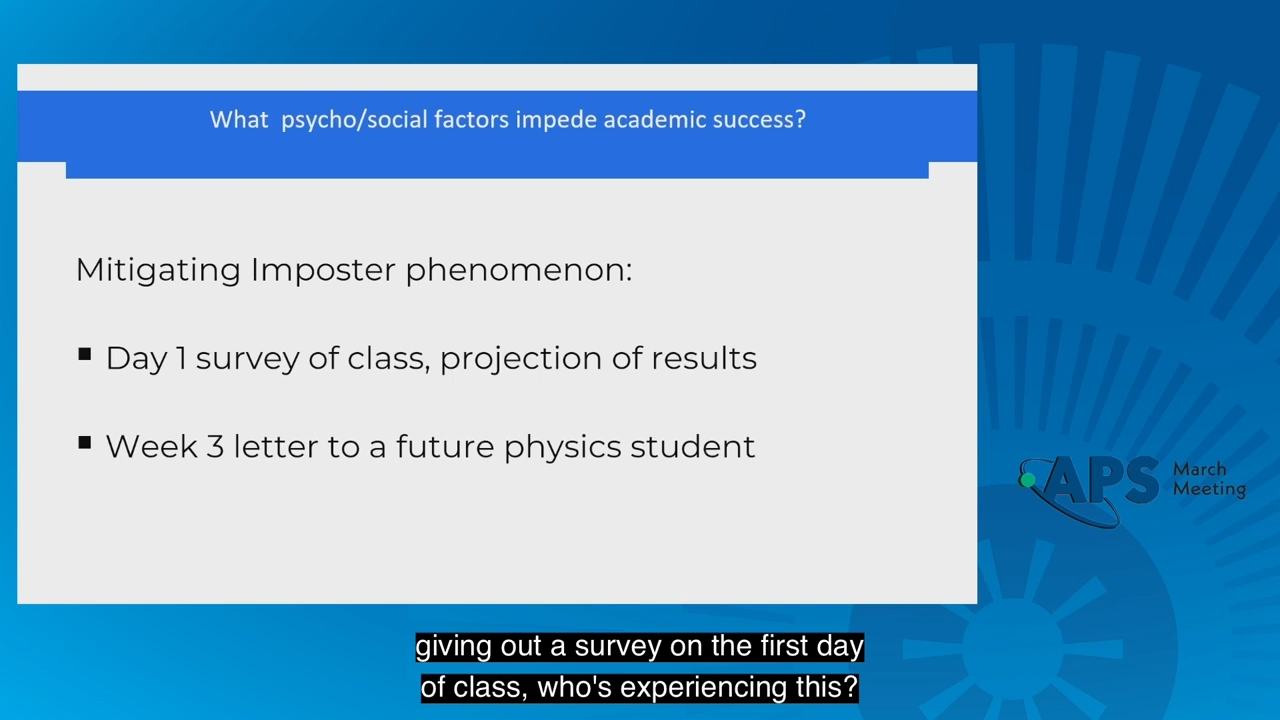 What  psycho/social factors impede academic success?
Mitigating Imposter phenomenon:
▪ Day 1 survey of class, projection of results
▪ Week 3 letter to a future physics student
APS March
Meeting
giving out a survey on the first day
of class, who's experiencing this?